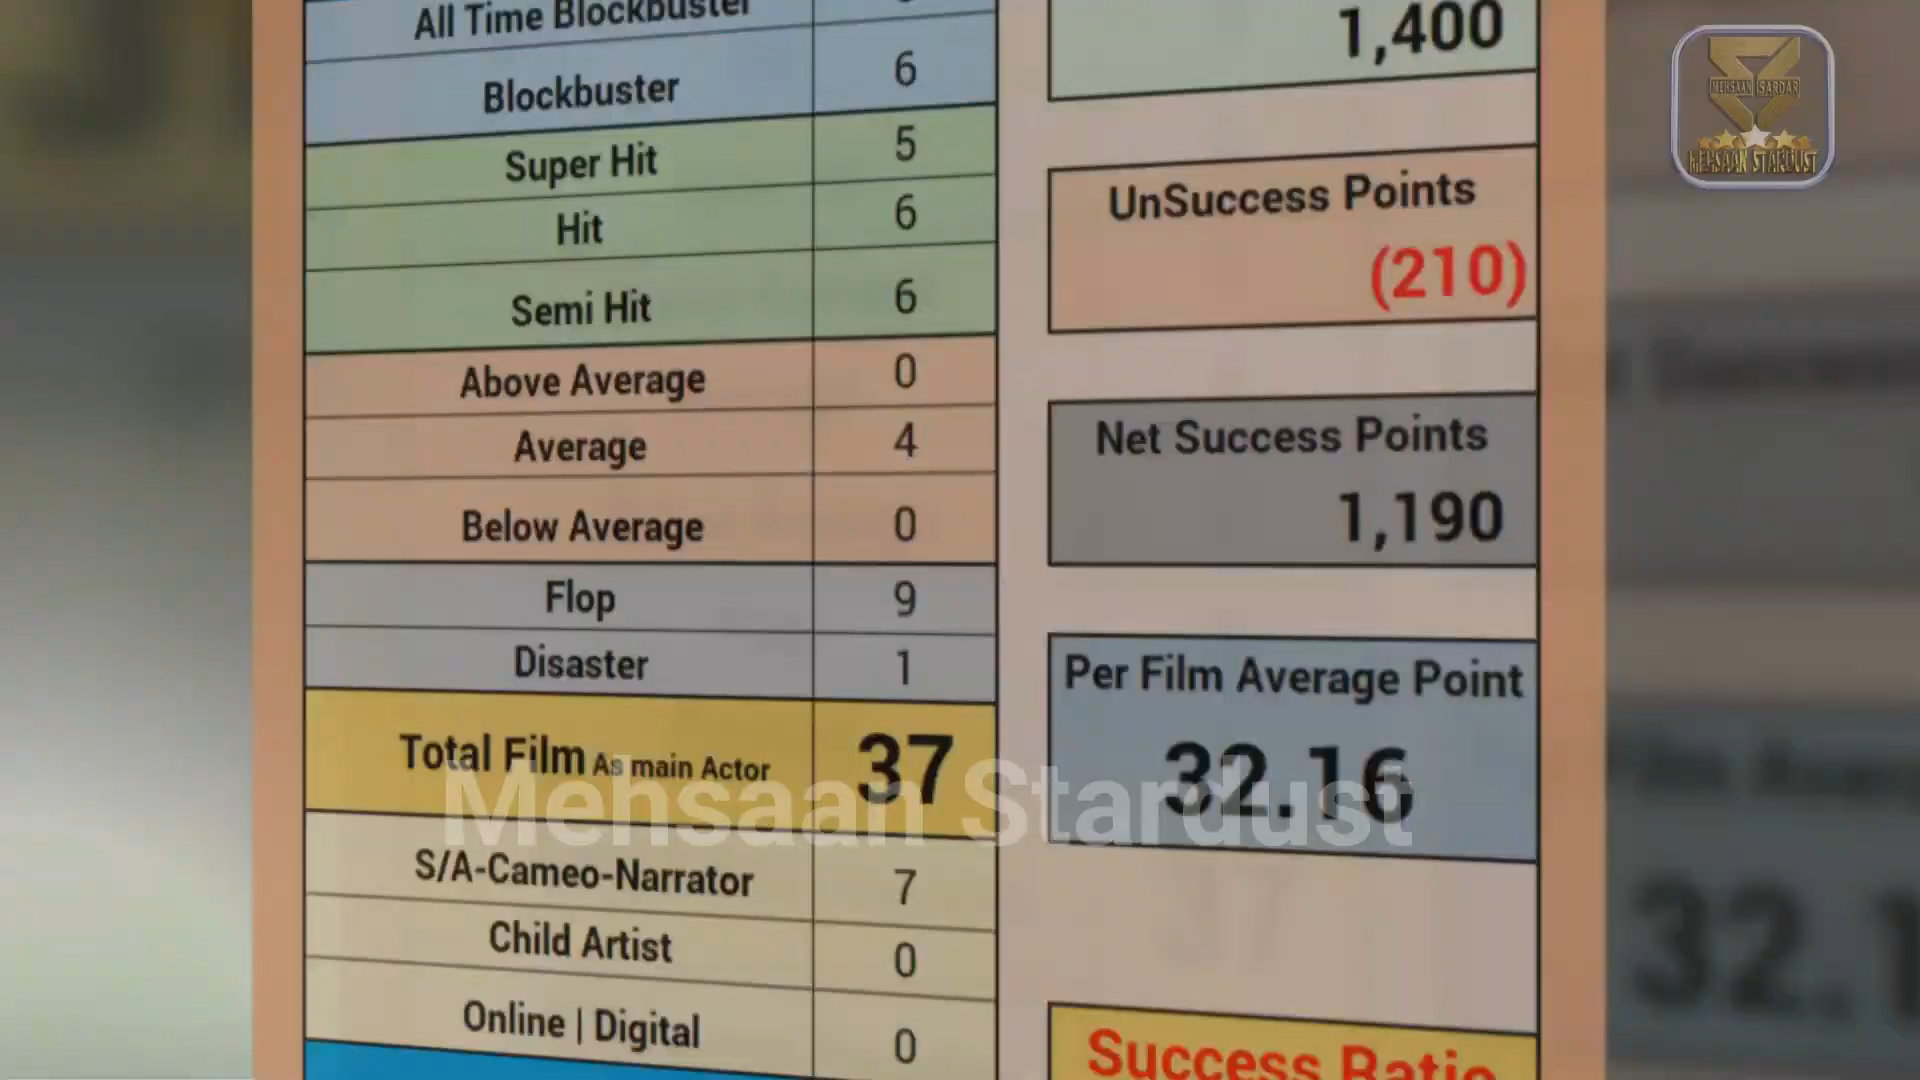 All Time Blockbuster
Blockbuster 6
Super Hit 5
Hit 6
Semi Hit 6
Above Average 0
Average 4
Below Average 0
Flop 9
Disaster 1
Total Film As main Actor 37
S/A-Cameo-Narrator 7
Child Artist 0
Online | Digital 0
1,400
UnSuccess Points
(210)
Net Success Points
1,190
Per Film Average Point
32.16
Success Ratio
Mehsaan Stardust
MEHSAAN SARDAR
MEHSAAN STARDUST